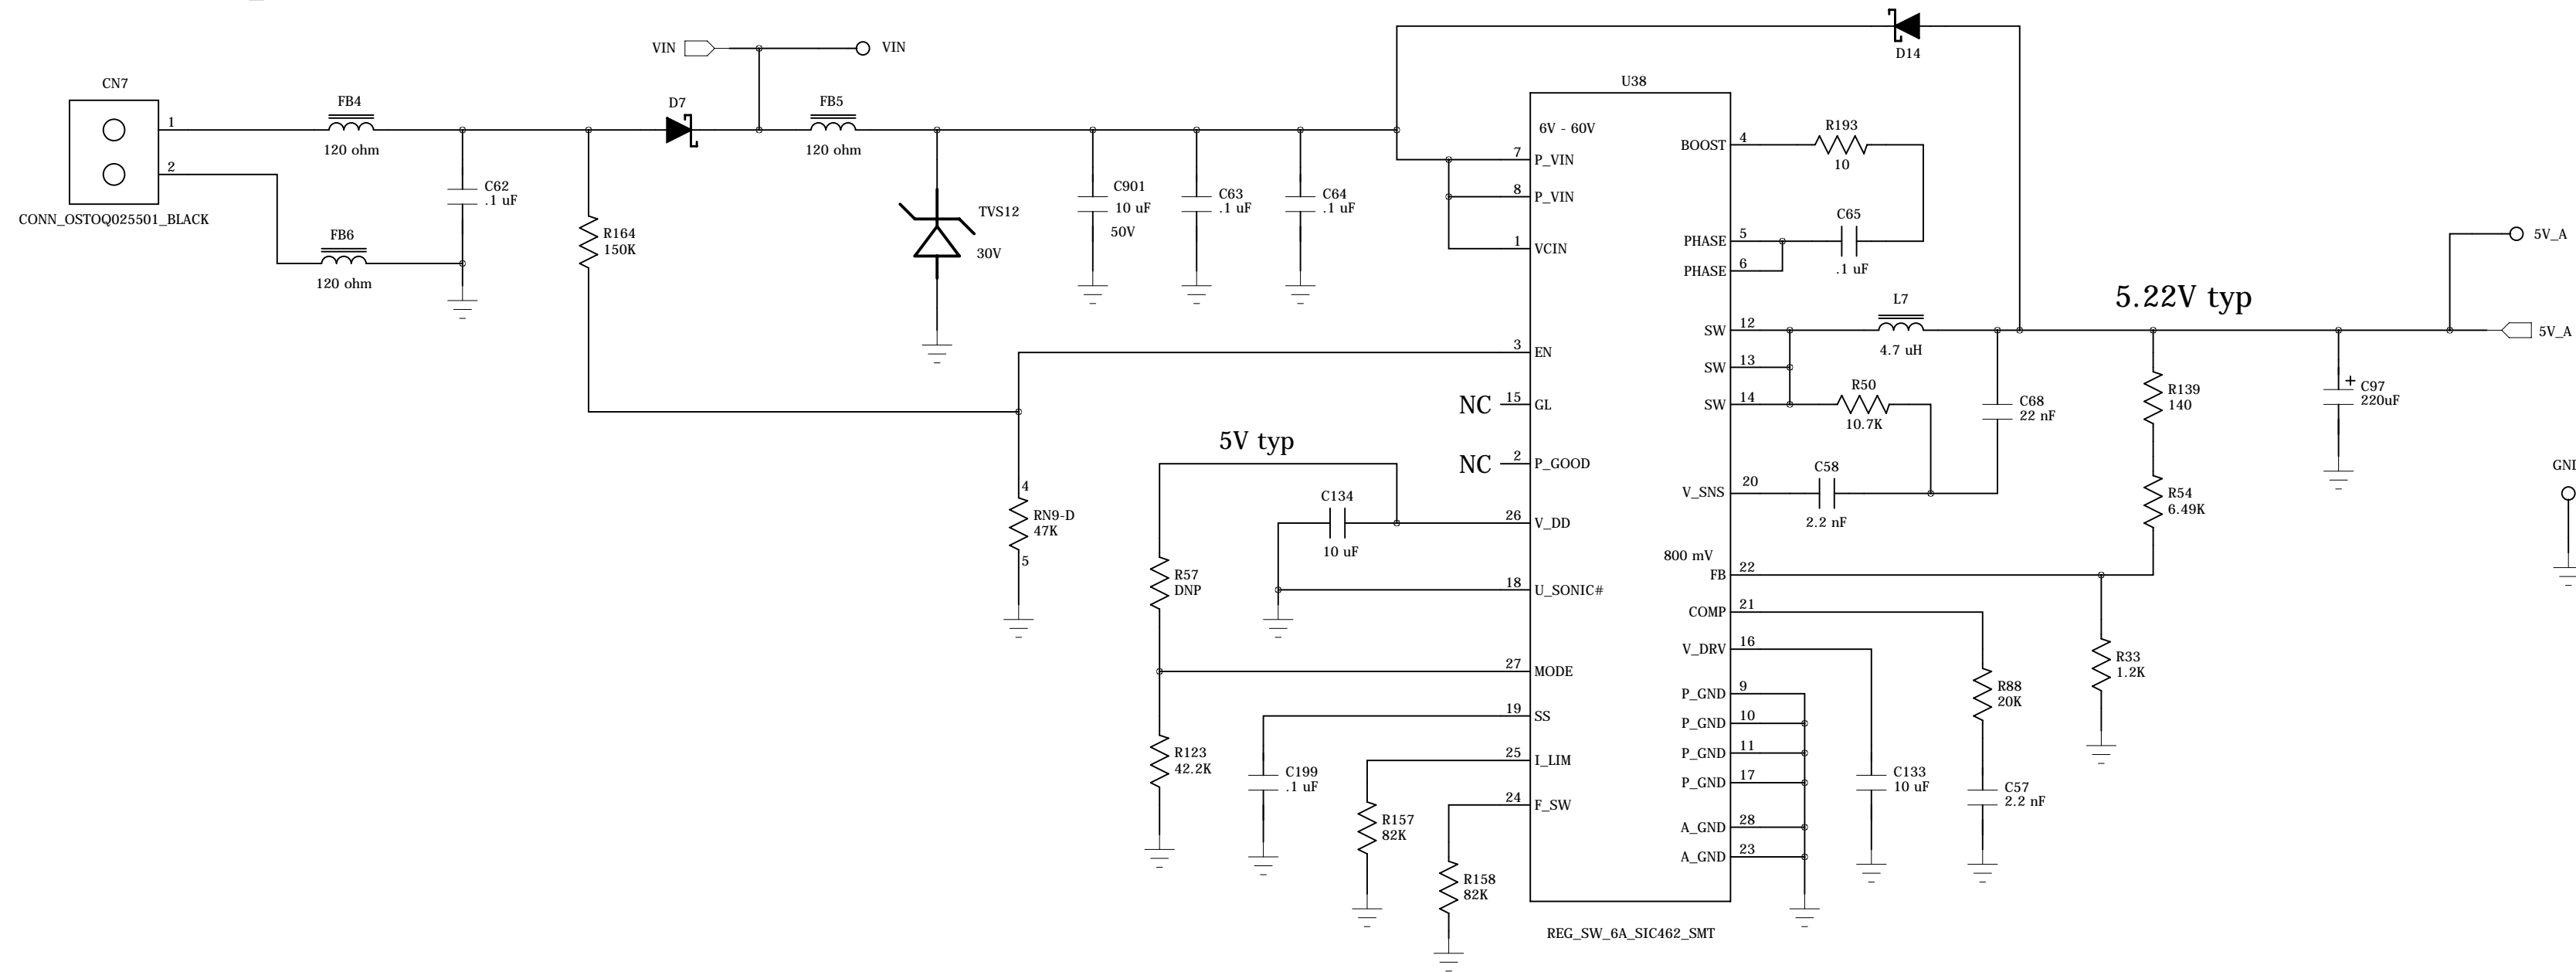 D14
VIN
VIN
CN7
U38
FB4
D7
FB5
1
120 ohm
120 ohm
2
C62
.1 uF
CONN_OSTOQ025501_BLACK
FB6
120 ohm
R164
150K
TVS12
30V
C901
10 uF
50V
C63
.1 uF
C64
.1 uF
6V - 60V
7 P_VIN
8 P_VIN
1 VCIN
3 EN
NC 15 GL
NC 2 P_GOOD
5V typ
C134
10 uF
26 V_DD
18 U_SONIC#
4
RN9-D
47K
5
R57
DNP
27 MODE
R123
42.2K
19 SS
C199
.1 uF
25 I_LIM
R157
82K
24 F_SW
R158
82K
BOOST 4
R193
10
PHASE 5
C65
.1 uF
PHASE 6
SW 12
L7
4.7 uH
SW 13
SW 14
R50
10.7K
C68
22 nF
V_SNS 20
C58
2.2 nF
800 mV
FB 22
COMP 21
V_DRV 16
P_GND 9
P_GND 10
P_GND 11
P_GND 17
A_GND 28
A_GND 23
REG_SW_6A_SIC462_SMT
C133
10 uF
R88
20K
C57
2.2 nF
R33
1.2K
5.22V typ
R139
140
R54
6.49K
+ C97
220uF
5V_A
5V_A